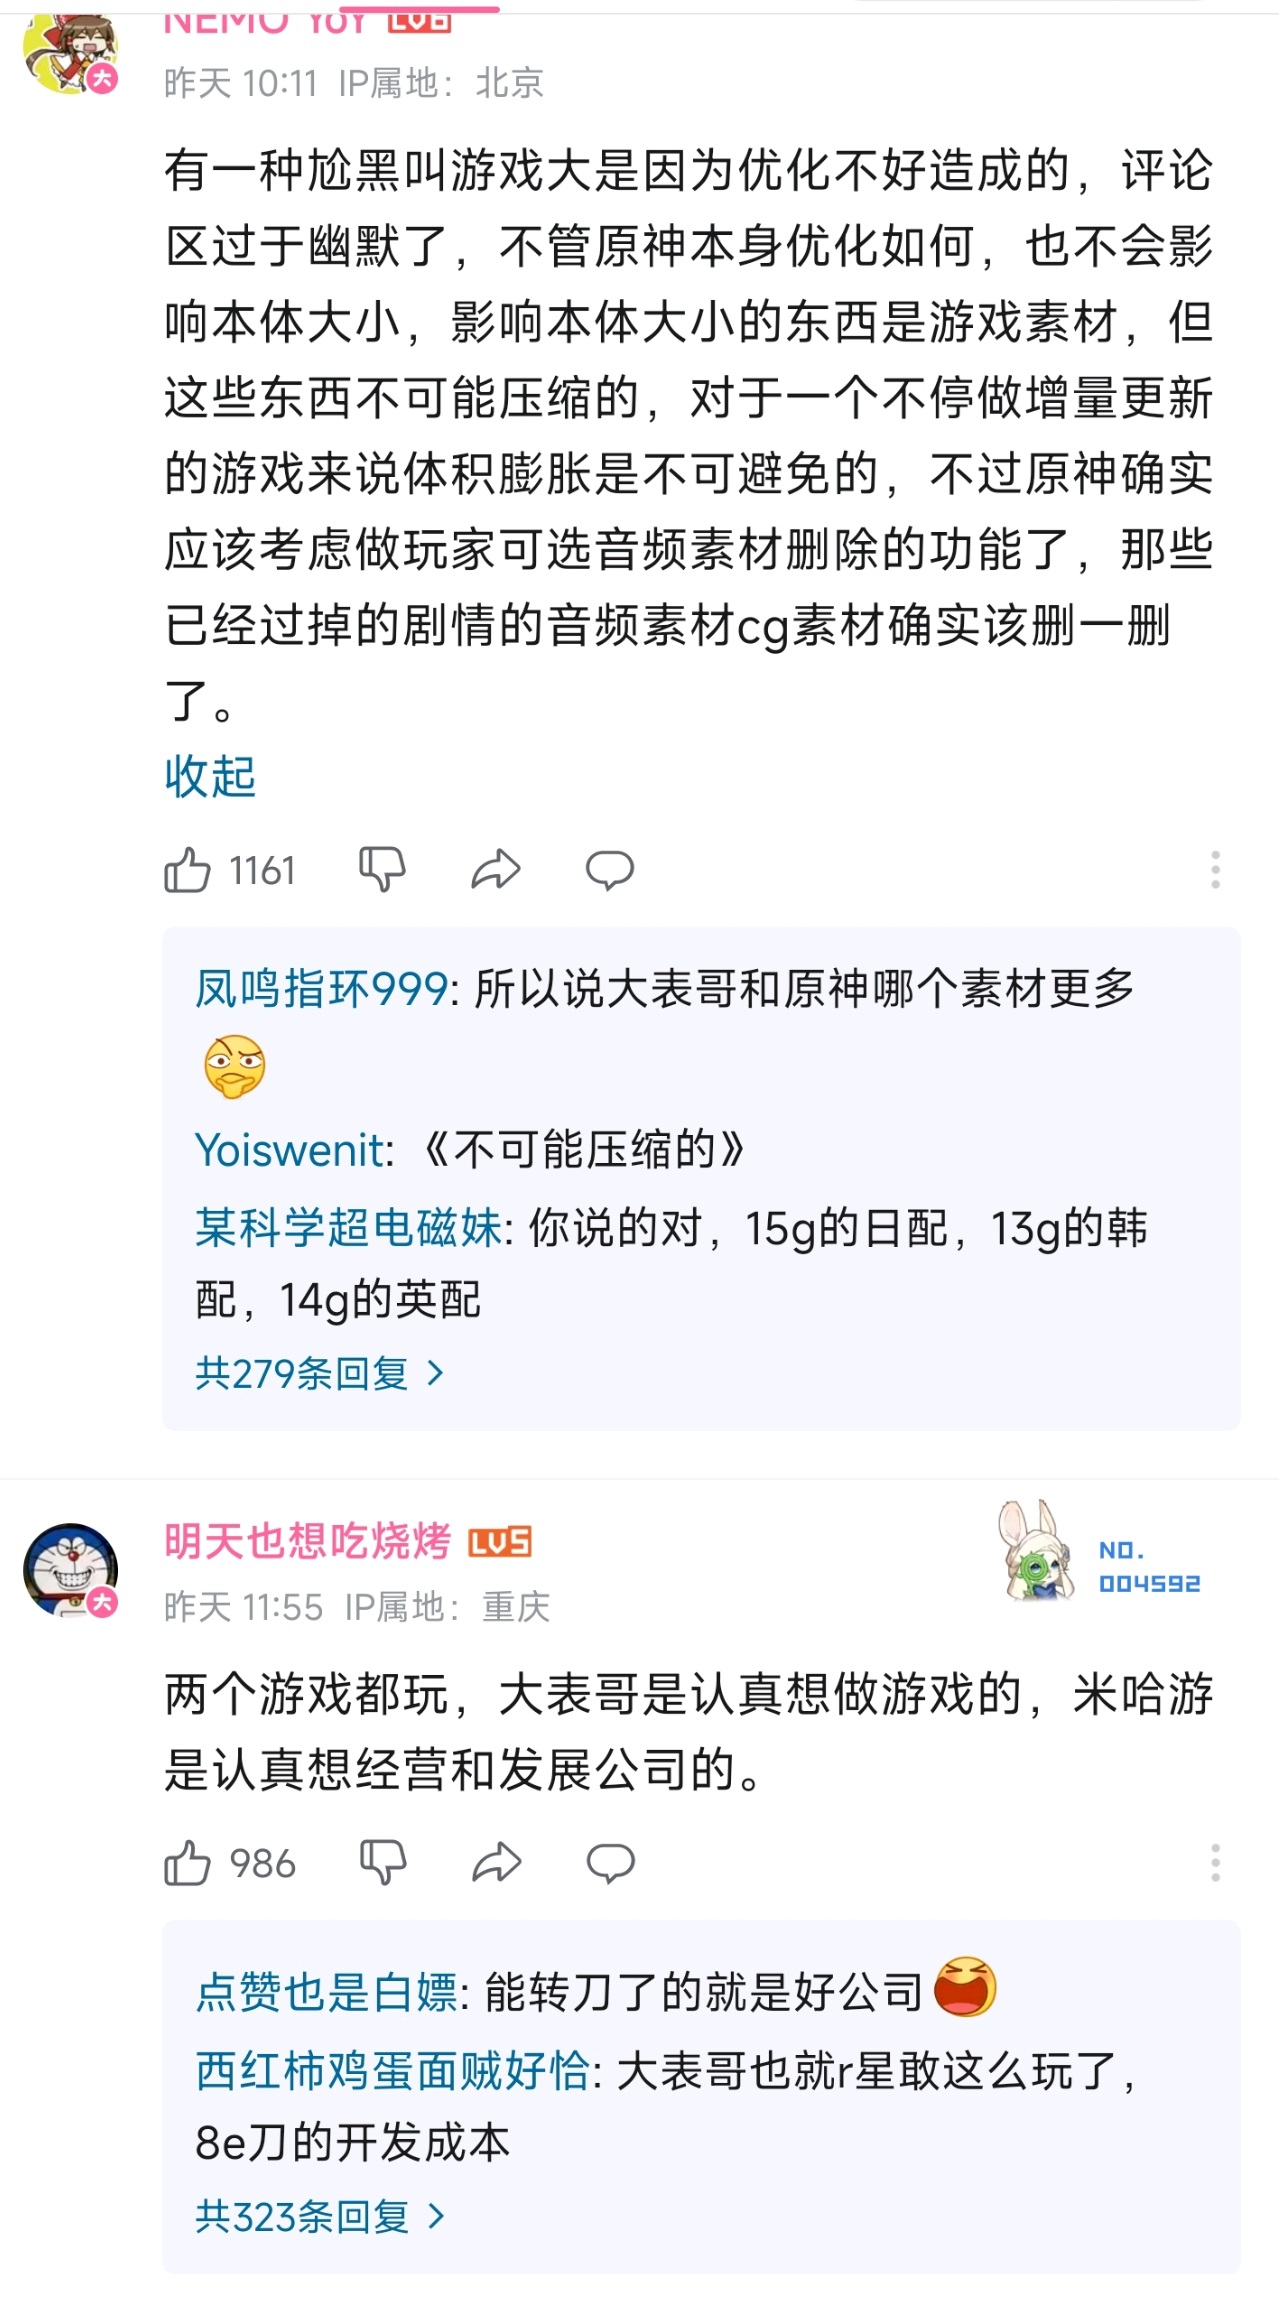 NEMO YoY LV6
昨天 10:11 IP属地：北京
有一种尬黑叫游戏大是因为优化不好造成的，评论
区过于幽默了，不管原神本身优化如何，也不会影
响本体大小，影响本体大小的东西是游戏素材，但
这些东西不可能压缩的，对于一个不停做增量更新
的游戏来说体积膨胀是不可避免的，不过原神确实
应该考虑做玩家可选音频素材删除的功能了，那些
已经过掉的剧情的音频素材cg素材确实该删一删
了。
收起
1161
凤鸣指环999: 所以说大表哥和原神哪个素材更多
Yoiswenit: 《不可能压缩的》
某科学超电磁妹: 你说的对，15g的日配，13g的韩
配，14g的英配
共279条回复 >
明天也想吃烧烤 LV5
NO.
004592
昨天 11:55 IP属地：重庆
两个游戏都玩，大表哥是认真想做游戏的，米哈游
是认真想经营和发展公司的。
986
点赞也是白嫖: 能转刀了的就是好公司
西红柿鸡蛋面贼好恰: 大表哥也就r星敢这么玩了，
8e刀的开发成本
共323条回复 >